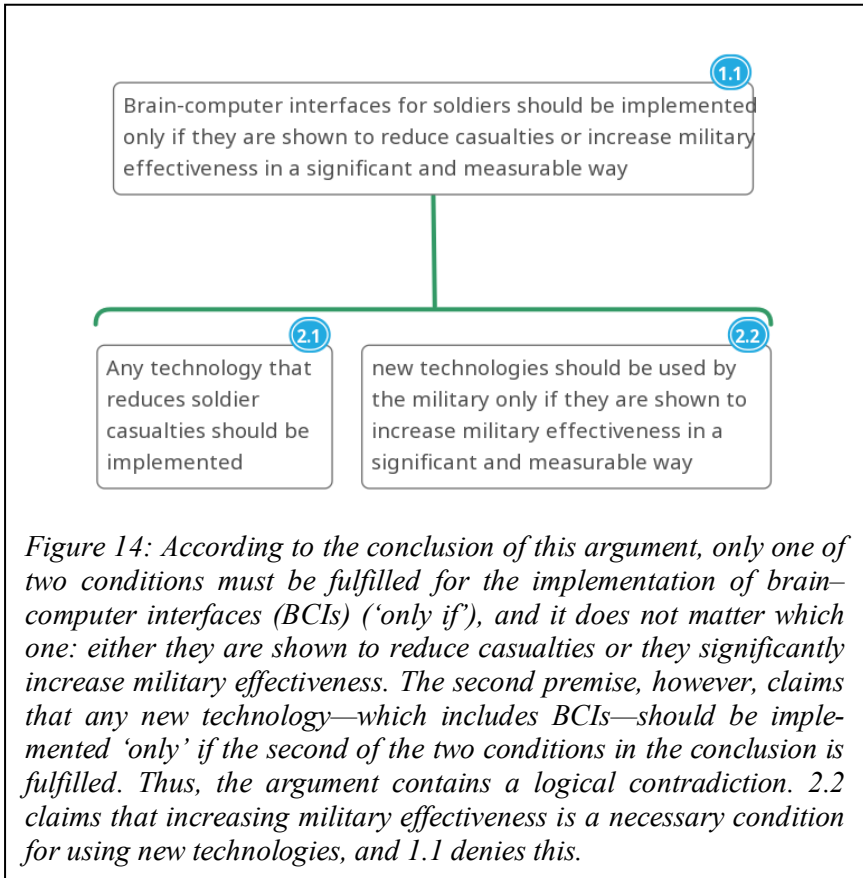 1.1
Brain-computer interfaces for soldiers should be implemented
only if they are shown to reduce casualties or increase military
effectiveness in a significant and measurable way
2.1
Any technology that
reduces soldier
casualties should be
implemented
2.2
new technologies should be used by
the military only if they are shown to
increase military effectiveness in a
significant and measurable way
Figure 14: According to the conclusion of this argument, only one of
two conditions must be fulfilled for the implementation of brain–
computer interfaces (BCIs) (‘only if’), and it does not matter which
one: either they are shown to reduce casualties or they significantly
increase military effectiveness. The second premise, however, claims
that any new technology—which includes BCIs—should be imple-
mented ‘only’ if the second of the two conditions in the conclusion is
fulfilled. Thus, the argument contains a logical contradiction. 2.2
claims that increasing military effectiveness is a necessary condition
for using new technologies, and 1.1 denies this.